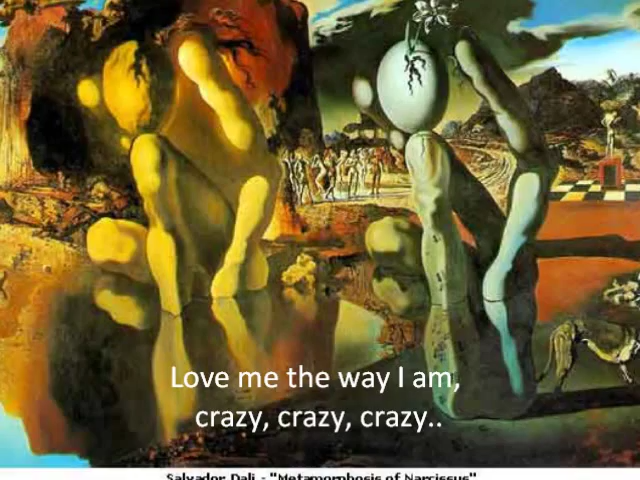 Love me the way I am,
crazy, crazy, crazy..
Salvador Dali - "Metamorphosis of Narcissus"